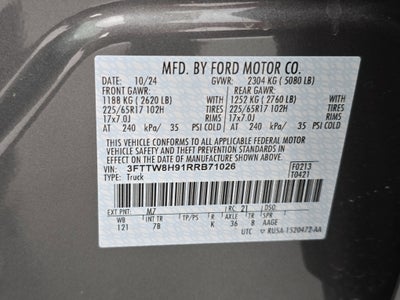 MFD. BY FORD MOTOR CO.
DATE: 10/24 GVWR: 2304 KG (5080 LB)
FRONT GAWR: REAR GAWR:
1188 KG (2620 LB) 1252 KG (2760 LB)
225/65R17 102H TIRES 225/65R17 102H TIRES
17x7.0J RIMS 17x7.0J RIMS
AT 240 kPa/ 35 PSI COLD AT 240 kPa/ 35 PSI COLD
THIS VEHICLE CONFORMS TO ALL APPLICABLE
FEDERAL MOTOR VEHICLE SAFETY AND THEFT
PREVENTION STANDARDS IN EFFECT ON THE DATE
OF MANUFACTURE SHOWN ABOVE.
VIN: 3FTTW8H91RRB71026 F0213
TYPE: Truck T0421
EXT PNT: M7 RC: 21 DSO:
WB INT TR TP/PS R AXLE TR SPR
121 7B K 36 8 AAGE
UTC RU5A-1520472-AA